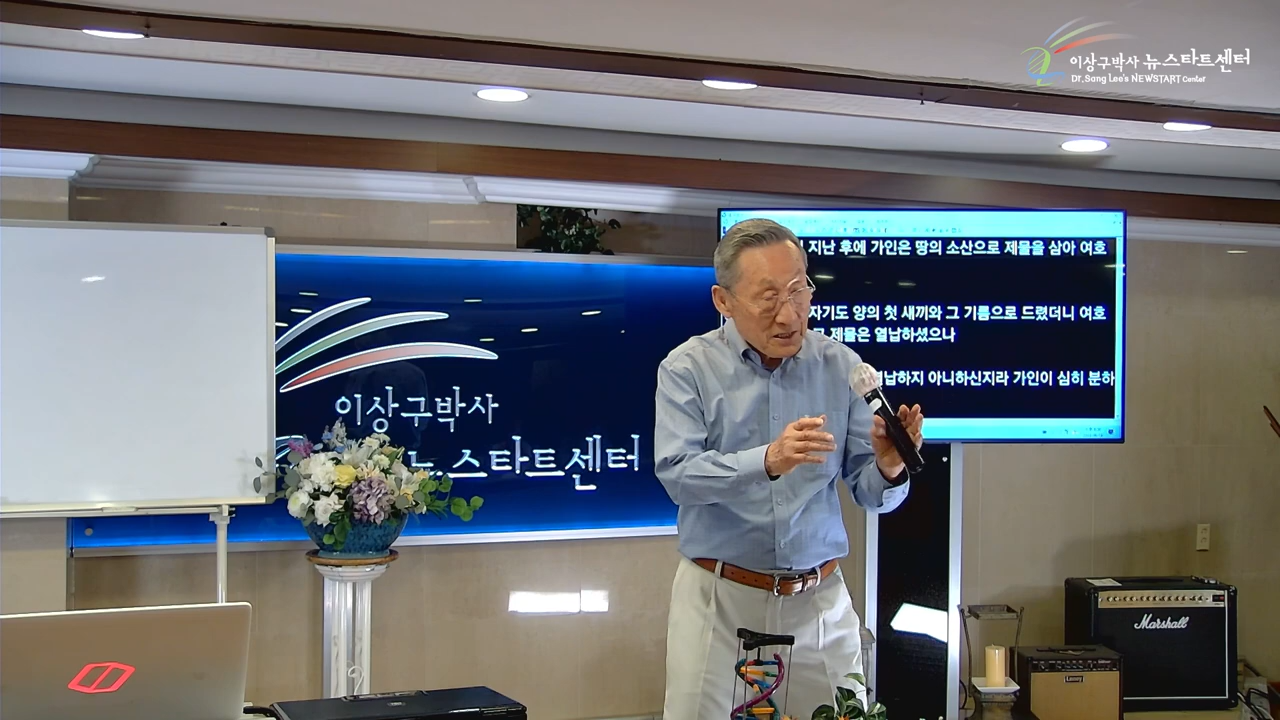 이상구박사 뉴스타트센터
Dr. Sang Lee's NEWSTART Center
지난 후에 가인은 땅의 소산으로 제물을 삼아 여호
자기도 양의 첫 새끼와 그 기름으로 드렸더니 여호
제물은 열납하셨으나
열납하지 아니하신지라 가인이 심히 분하
이상구박사
뉴스타트센터
Marshall
Laney